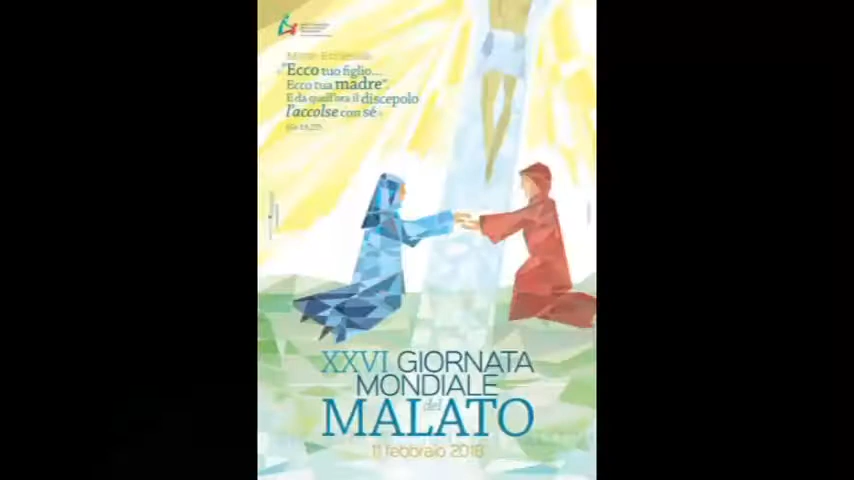 Mater Ecclesiae
"Ecco tuo figlio...
Ecco tua madre".
E da quell'ora il discepolo
l'accolse con sé
XXVI GIORNATA
MONDIALE
del
MALATO
11 febbraio 2018